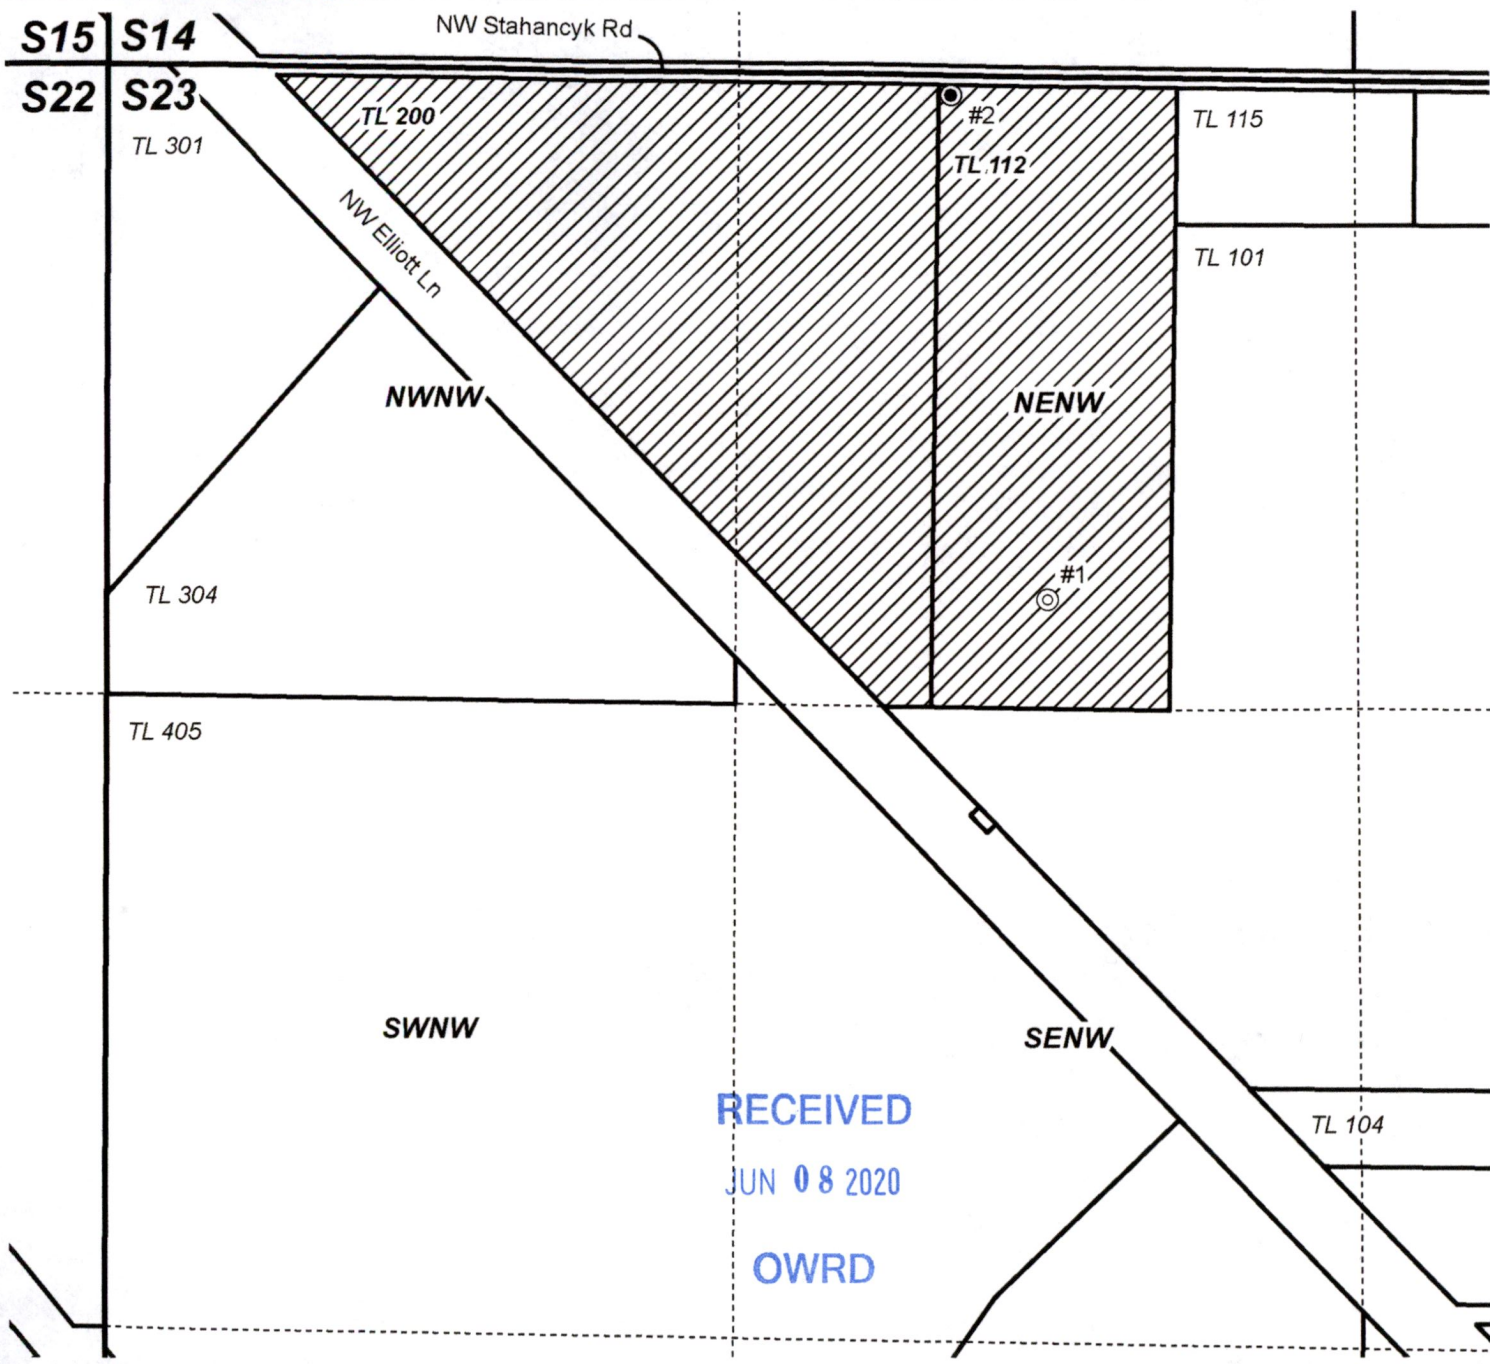 NW Stahancyk Rd
S15 S14
S22 S23
TL 301
TL 200
#2
TL 112
TL 115
TL 101
NW Elliott Ln
NWNW
NENW
#1
TL 304
TL 405
SWNW
SENW
RECEIVED
JUN 08 2020
OWRD
TL 104